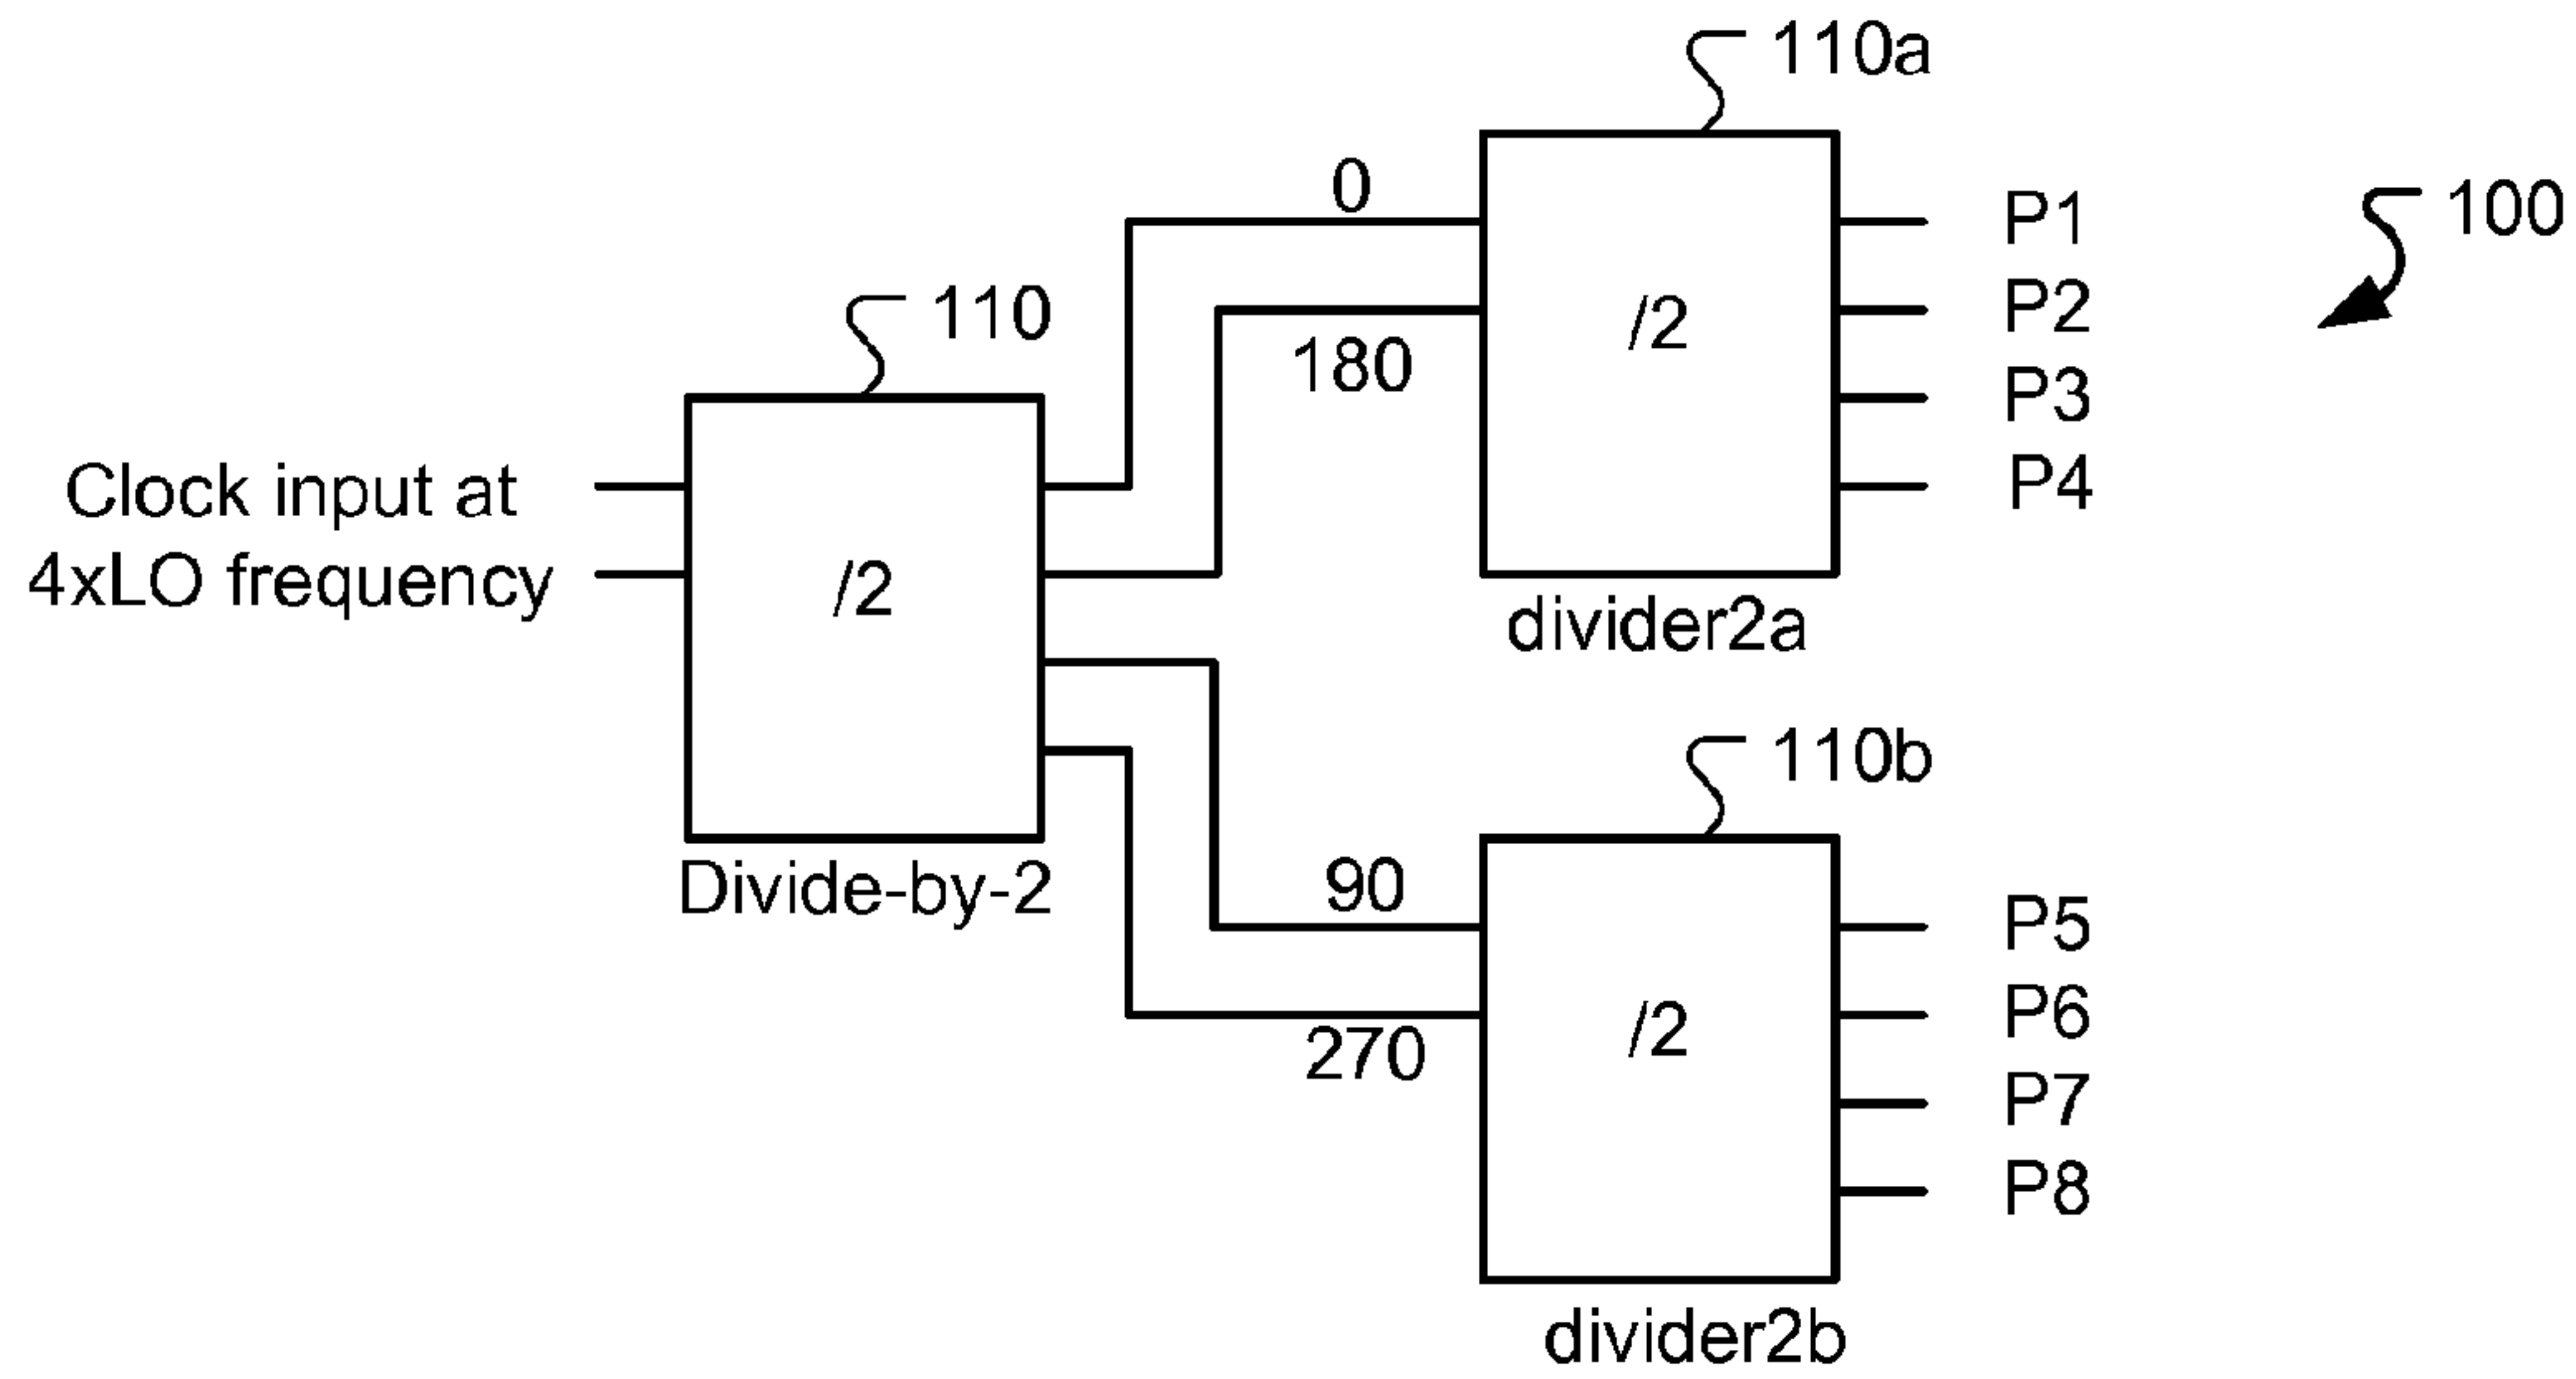 110a
0
P1
100
110
/2
P2
180
P3
Clock input at
P4
4xLO frequency
/2
divider2a
110b
Divide-by-2
90
P5
/2
P6
270
P7
P8
divider2b